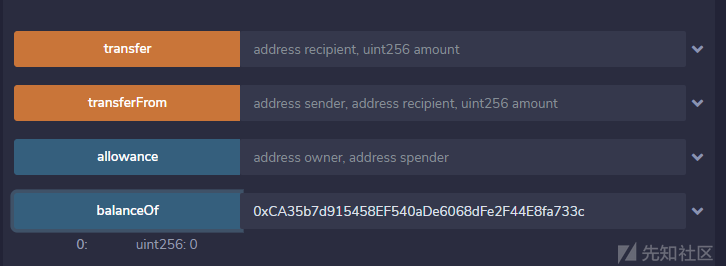 transfer address recipient, uint256 amount
transferFrom address sender, address recipient, uint256 amount
allowance address owner, address spender
balanceOf 0xCA35b7d915458EF540aDe6068dFe2F44E8fa733c
0: uint256: 0
先知社区